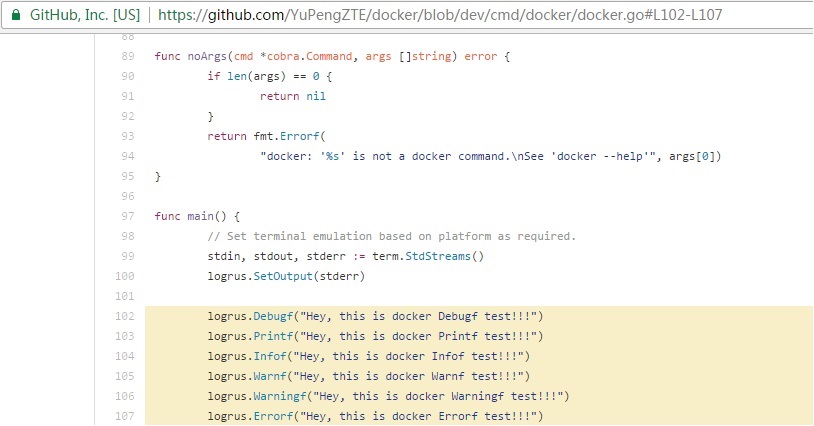 GitHub, Inc. [US] | https://github.com/YuPengZTE/docker/blob/dev/cmd/docker/docker.go#L102-L107
88
89 func noArgs(cmd *cobra.Command, args []string) error {
90 if len(args) == 0 {
91 return nil
92 }
93 return fmt.Errorf(
94 "docker: '%s' is not a docker command.\nSee 'docker --help'", args[0])
95 }
96
97 func main() {
98 // Set terminal emulation based on platform as required.
99 stdin, stdout, stderr := term.StdStreams()
100 logrus.SetOutput(stderr)
101
102 logrus.Debugf("Hey, this is docker Debugf test!!!")
103 logrus.Printf("Hey, this is docker Printf test!!!")
104 logrus.Infof("Hey, this is docker Infof test!!!")
105 logrus.Warnf("Hey, this is docker Warnf test!!!")
106 logrus.Warningf("Hey, this is docker Warningf test!!!")
107 logrus.Errorf("Hey, this is docker Errorf test!!!")